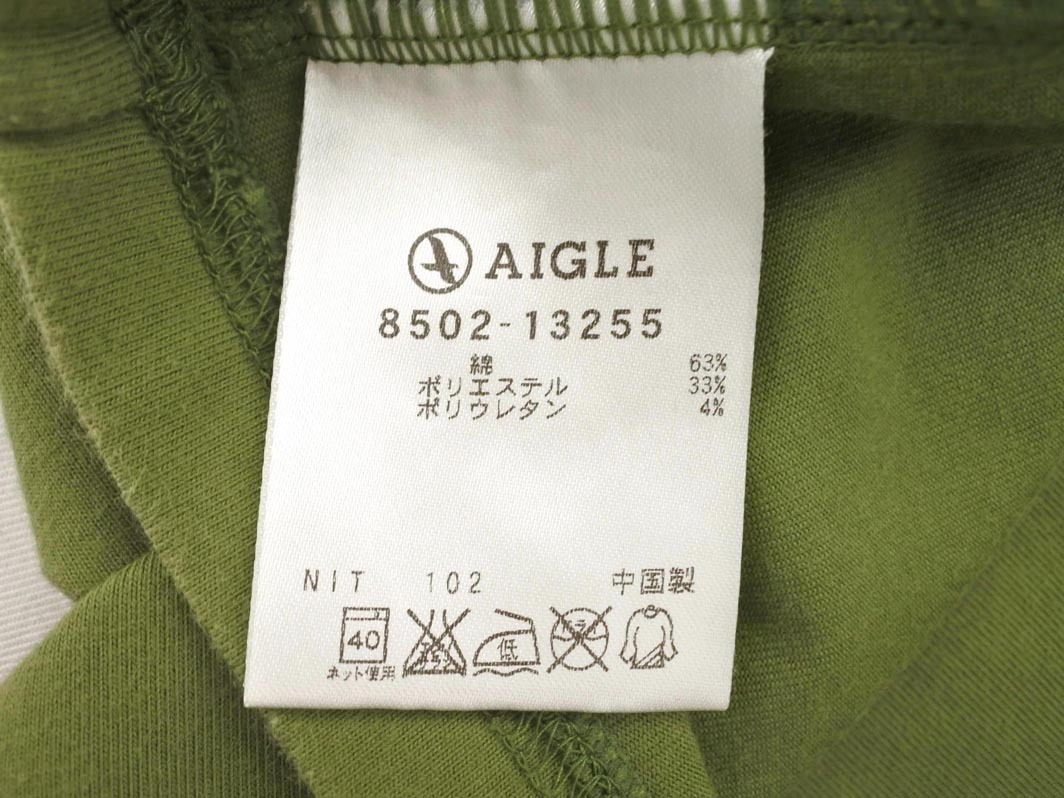 AIGLE
8502-13255
綿 63%
ポリエステル 33%
ポリウレタン 4%
NIT 102 中国製
40 低
ネット使用